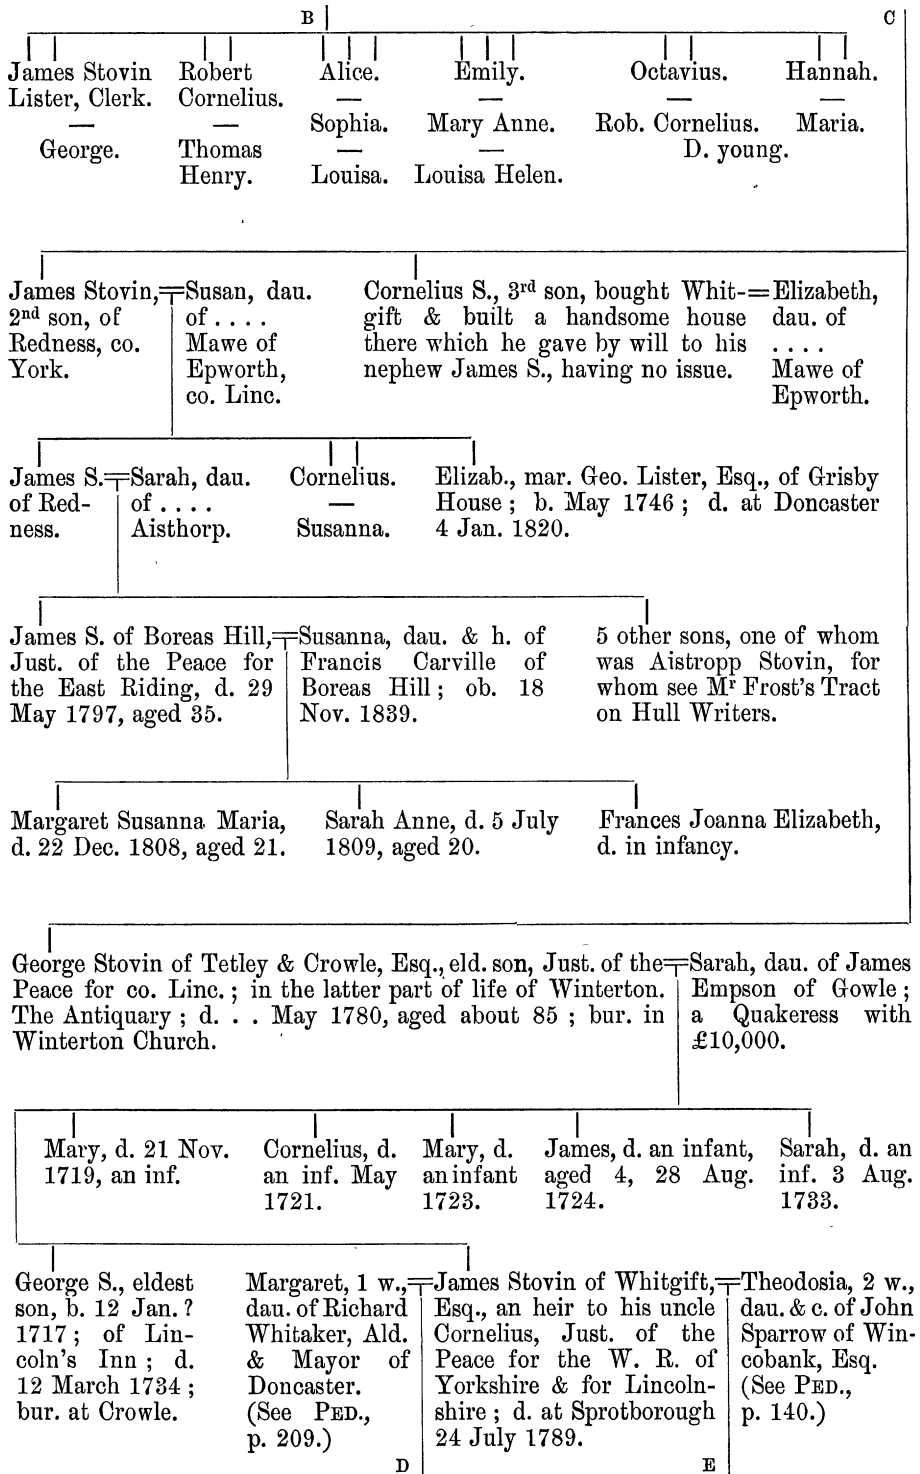 B
C
James Stovin
Lister, Clerk.
—
George.
Robert
Cornelius.
—
Thomas
Henry.
Alice.
—
Sophia.
—
Louisa.
Emily.
—
Mary Anne.
—
Louisa Helen.
Octavius.
—
Rob. Cornelius.
D. young.
Hannah.
—
Maria.
James Stovin,
2nd son, of
Redness, co.
York.
Susan, dau.
of . . . .
Mawe of
Epworth,
co. Linc.
Cornelius S., 3rd son, bought Whit-
gift & built a handsome house
there which he gave by will to his
nephew James S., having no issue.
Elizabeth,
dau. of
. . . .
Mawe of
Epworth.
James S.
of Red-
ness.
Sarah, dau.
of . . . .
Aisthorp.
Cornelius.
—
Susanna.
Elizab., mar. Geo. Lister, Esq., of Grisby
House ; b. May 1746 ; d. at Doncaster
4 Jan. 1820.
James S. of Boreas Hill,
Just. of the Peace for
the East Riding, d. 29
May 1797, aged 35.
Susanna, dau. & h. of
Francis Carville of
Boreas Hill ; ob. 18
Nov. 1839.
5 other sons, one of whom
was Aistropp Stovin, for
whom see Mr Frost's Tract
on Hull Writers.
Margaret Susanna Maria,
d. 22 Dec. 1808, aged 21.
Sarah Anne, d. 5 July
1809, aged 20.
Frances Joanna Elizabeth,
d. in infancy.
George Stovin of Tetley & Crowle, Esq., eld. son, Just. of the
Peace for co. Linc. ; in the latter part of life of Winterton.
The Antiquary ; d. . . May 1780, aged about 85 ; bur. in
Winterton Church.
Sarah, dau. of James
Empson of Gowle ;
a Quakeress with
£10,000.
Mary, d. 21 Nov.
1719, an inf.
Cornelius, d.
an inf. May
1721.
Mary, d.
an infant
1723.
James, d. an infant,
aged 4, 28 Aug.
1724.
Sarah, d. an
inf. 3 Aug.
1733.
George S., eldest
son, b. 12 Jan. ?
1717 ; of Lin-
coln's Inn ; d.
12 March 1734 ;
bur. at Crowle.
Margaret, 1 w.,
dau. of Richard
Whitaker, Ald.
& Mayor of
Doncaster.
(See PED.,
p. 209.)
James Stovin of Whitgift,
Esq., an heir to his uncle
Cornelius, Just. of the
Peace for the W. R. of
Yorkshire & for Lincoln-
shire ; d. at Sprotborough
24 July 1789.
Theodosia, 2 w.,
dau. & c. of John
Sparrow of Win-
cobank, Esq.
(See PED.,
p. 140.)
D
E